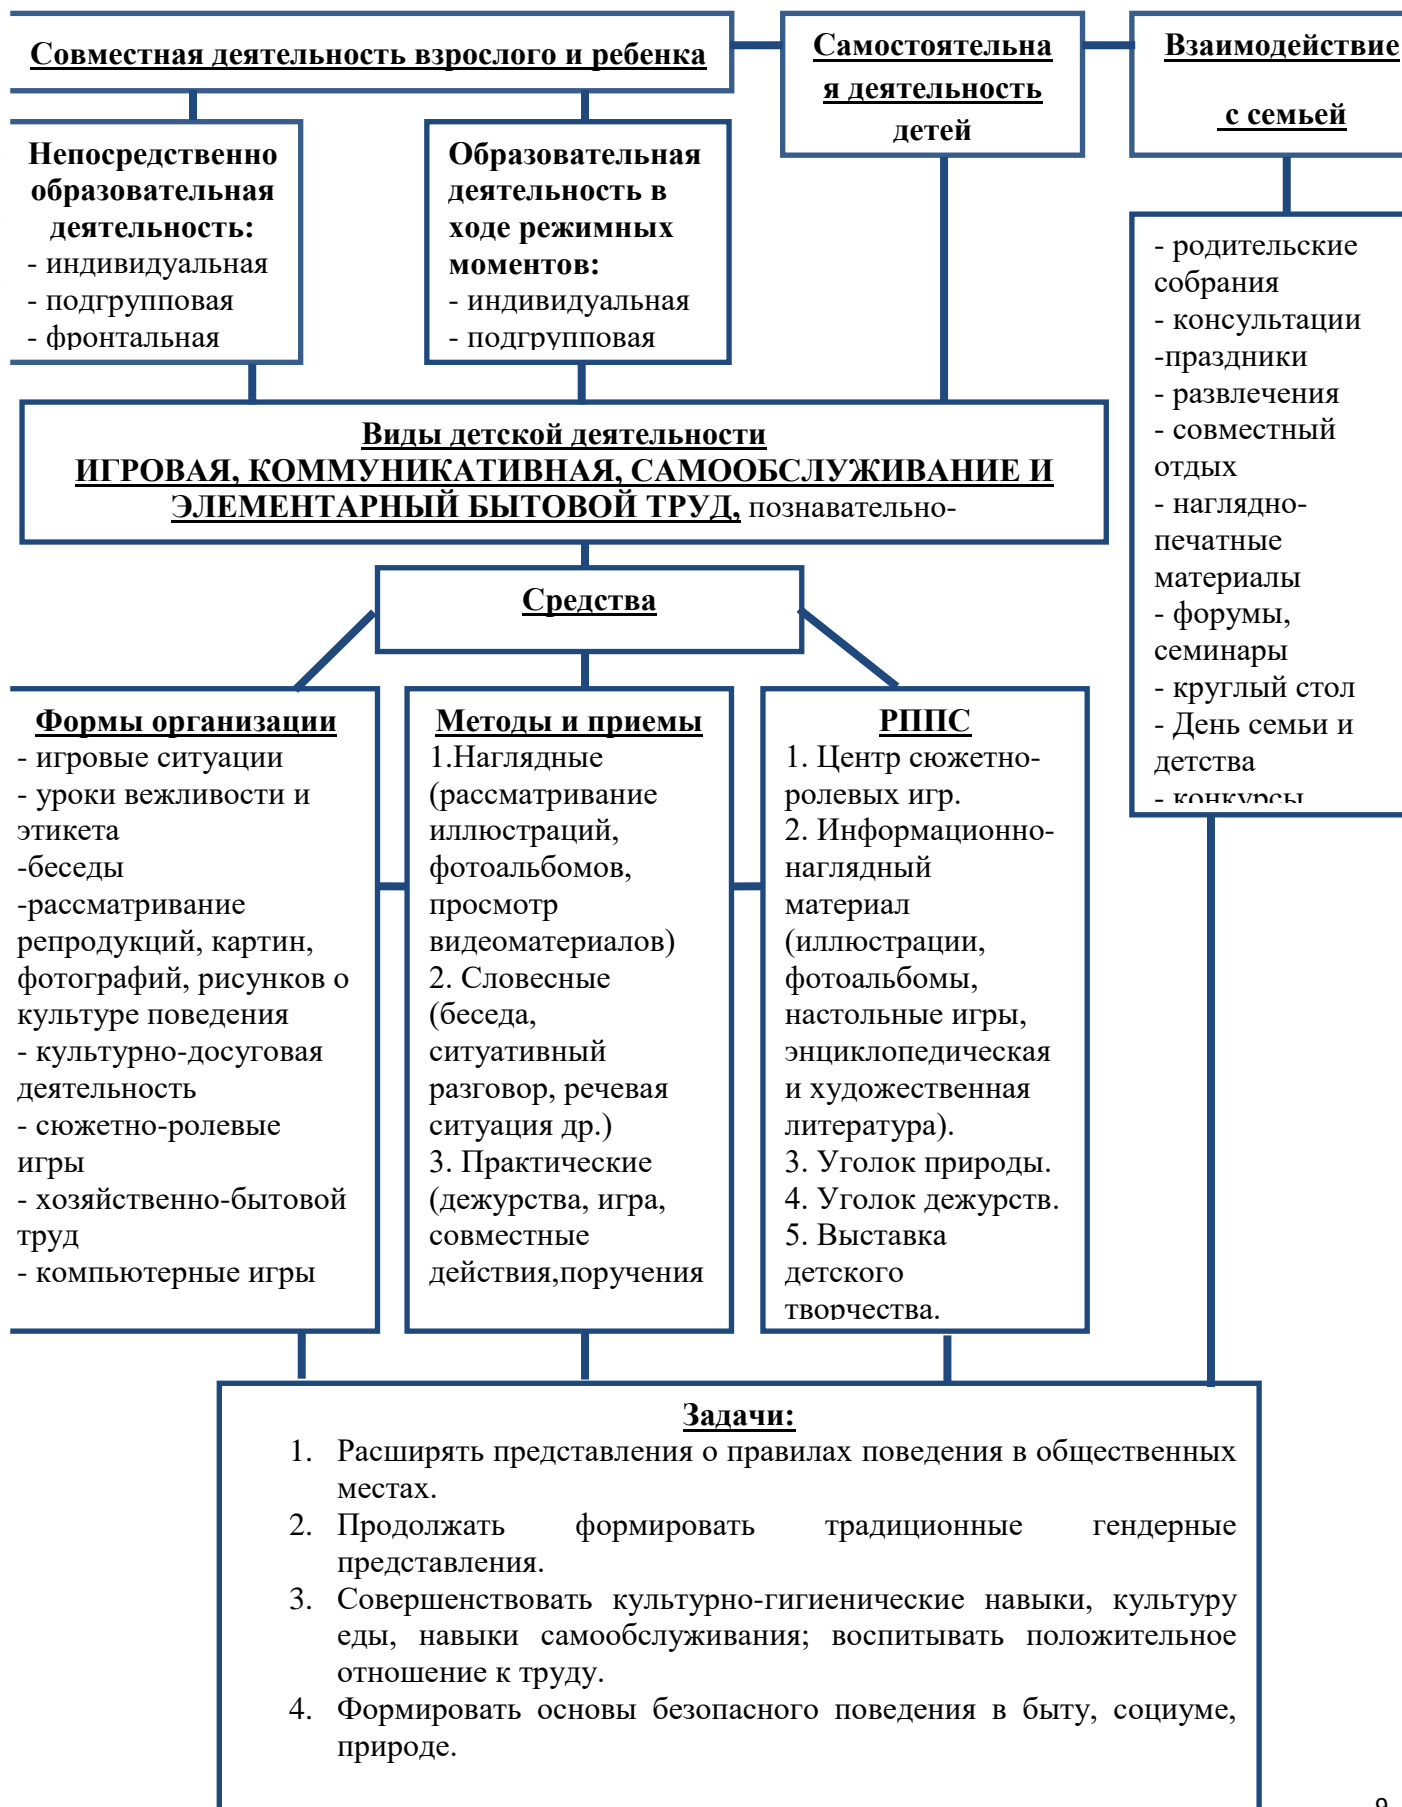 Совместная деятельность взрослого и ребенка
Самостоятельна
я деятельность
детей
Взаимодействие
с семьей
Непосредственно
образовательная
деятельность:
- индивидуальная
- подгрупповая
- фронтальная
Образовательная
деятельность в
ходе режимных
моментов:
- индивидуальная
- подгрупповая
- родительские
собрания
- консультации
-праздники
- развлечения
- совместный
отдых
- наглядно-
печатные
материалы
- форумы,
семинары
- круглый стол
- День семьи и
детства
- конкурсы
Виды детской деятельности
ИГРОВАЯ, КОММУНИКАТИВНАЯ, САМООБСЛУЖИВАНИЕ И
ЭЛЕМЕНТАРНЫЙ БЫТОВОЙ ТРУД, познавательно-
Средства
Формы организации
- игровые ситуации
- уроки вежливости и
этикета
-беседы
-рассматривание
репродукций, картин,
фотографий, рисунков о
культуре поведения
- культурно-досуговая
деятельность
- сюжетно-ролевые
игры
- хозяйственно-бытовой
труд
- компьютерные игры
Методы и приемы
1.Наглядные
(рассматривание
иллюстраций,
фотоальбомов,
просмотр
видеоматериалов)
2. Словесные
(беседа,
ситуативный
разговор, речевая
ситуация др.)
3. Практические
(дежурства, игра,
совместные
действия,поручения
РППС
1. Центр сюжетно-
ролевых игр.
2. Информационно-
наглядный
материал
(иллюстрации,
фотоальбомы,
настольные игры,
энциклопедическая
и художественная
литература).
3. Уголок природы.
4. Уголок дежурств.
5. Выставка
детского
творчества.
Задачи:
1. Расширять представления о правилах поведения в общественных
местах.
2. Продолжать формировать традиционные гендерные
представления.
3. Совершенствовать культурно-гигиенические навыки, культуру
еды, навыки самообслуживания; воспитывать положительное
отношение к труду.
4. Формировать основы безопасного поведения в быту, социуме,
природе.
9